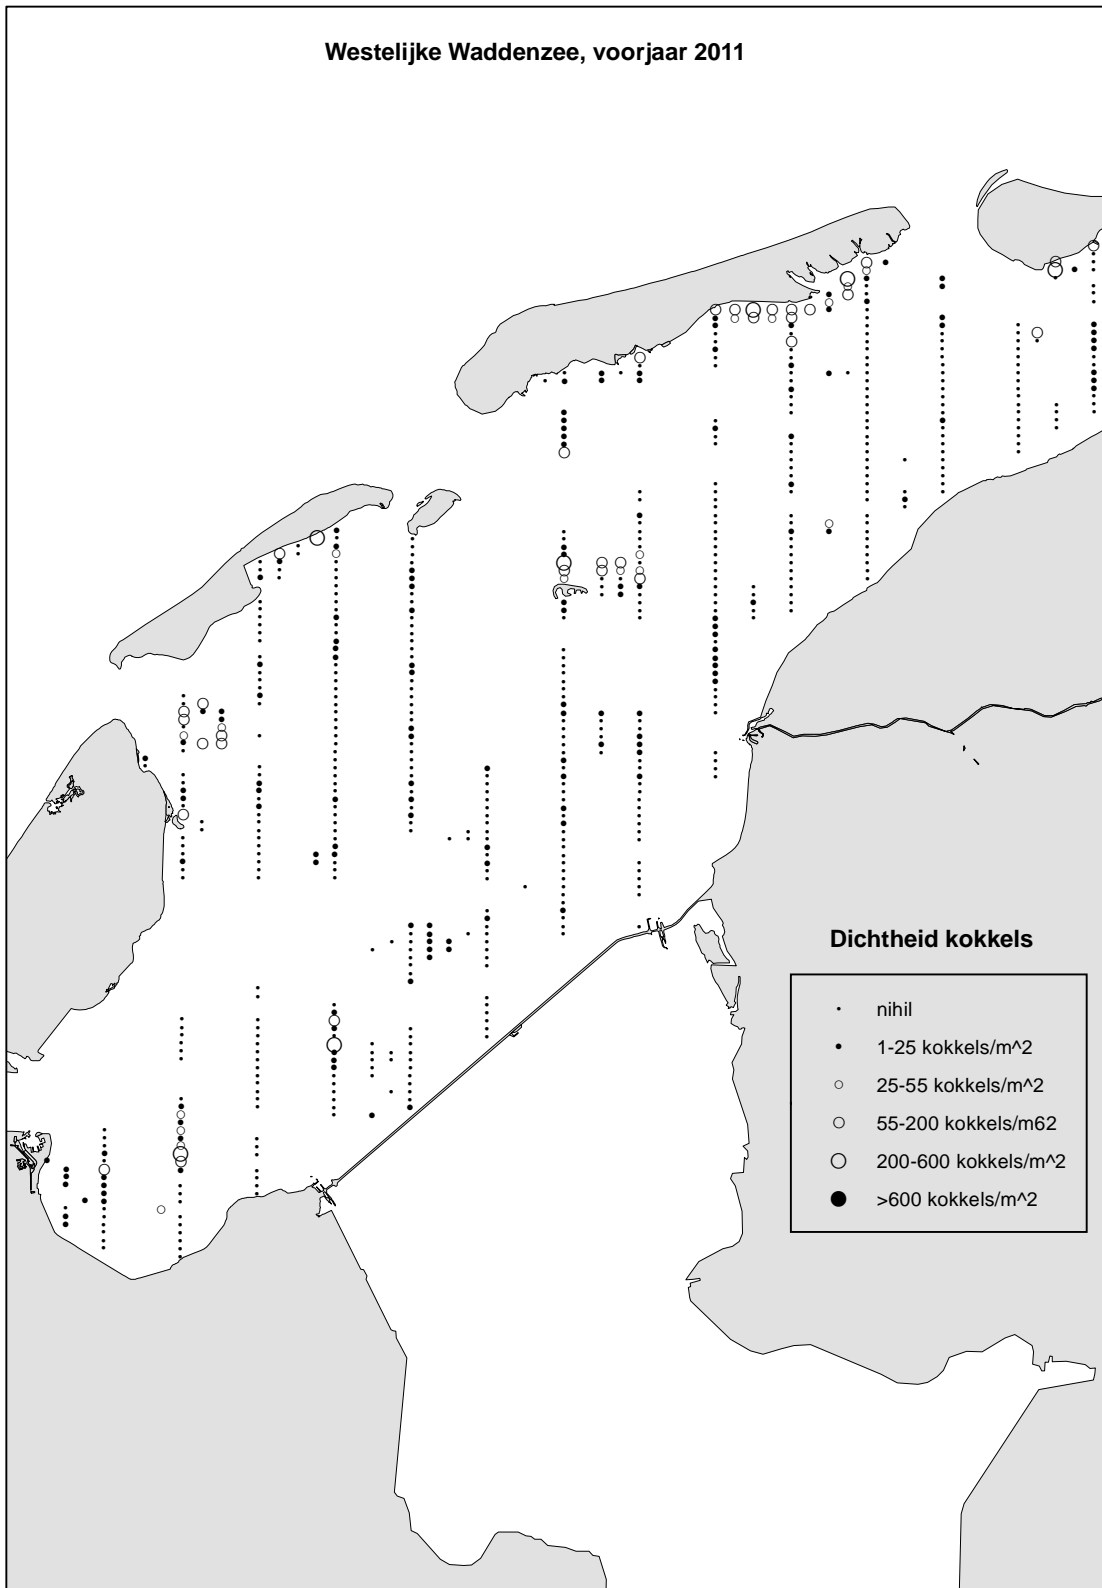 Westelijke Waddenzee, voorjaar 2011
Dichtheid kokkels
nihil
1-25 kokkels/m^2
25-55 kokkels/m^2
55-200 kokkels/m62
200-600 kokkels/m^2
>600 kokkels/m^2